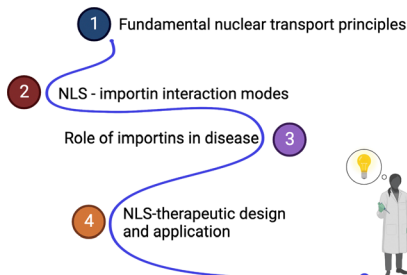 1 Fundamental nuclear transport principles
2 NLS - importin interaction modes
Role of importins in disease 3
4 NLS-therapeutic design
and application